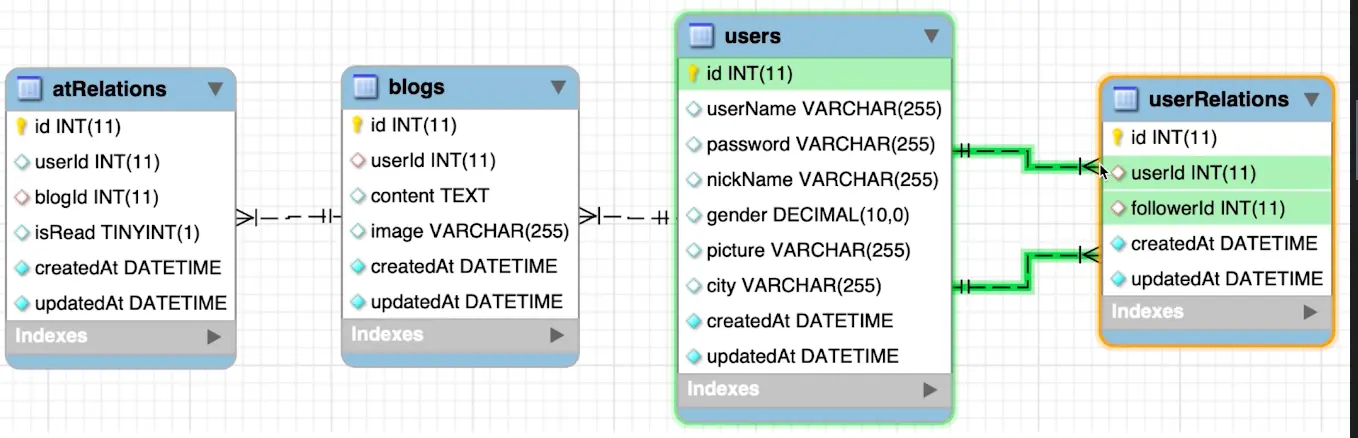 atRelations
id INT(11)
userId INT(11)
blogId INT(11)
isRead TINYINT(1)
createdAt DATETIME
updatedAt DATETIME
Indexes
blogs
id INT(11)
userId INT(11)
content TEXT
image VARCHAR(255)
createdAt DATETIME
updatedAt DATETIME
Indexes
users
id INT(11)
userName VARCHAR(255)
password VARCHAR(255)
nickName VARCHAR(255)
gender DECIMAL(10,0)
picture VARCHAR(255)
city VARCHAR(255)
createdAt DATETIME
updatedAt DATETIME
Indexes
userRelations
id INT(11)
userId INT(11)
followerId INT(11)
createdAt DATETIME
updatedAt DATETIME
Indexes